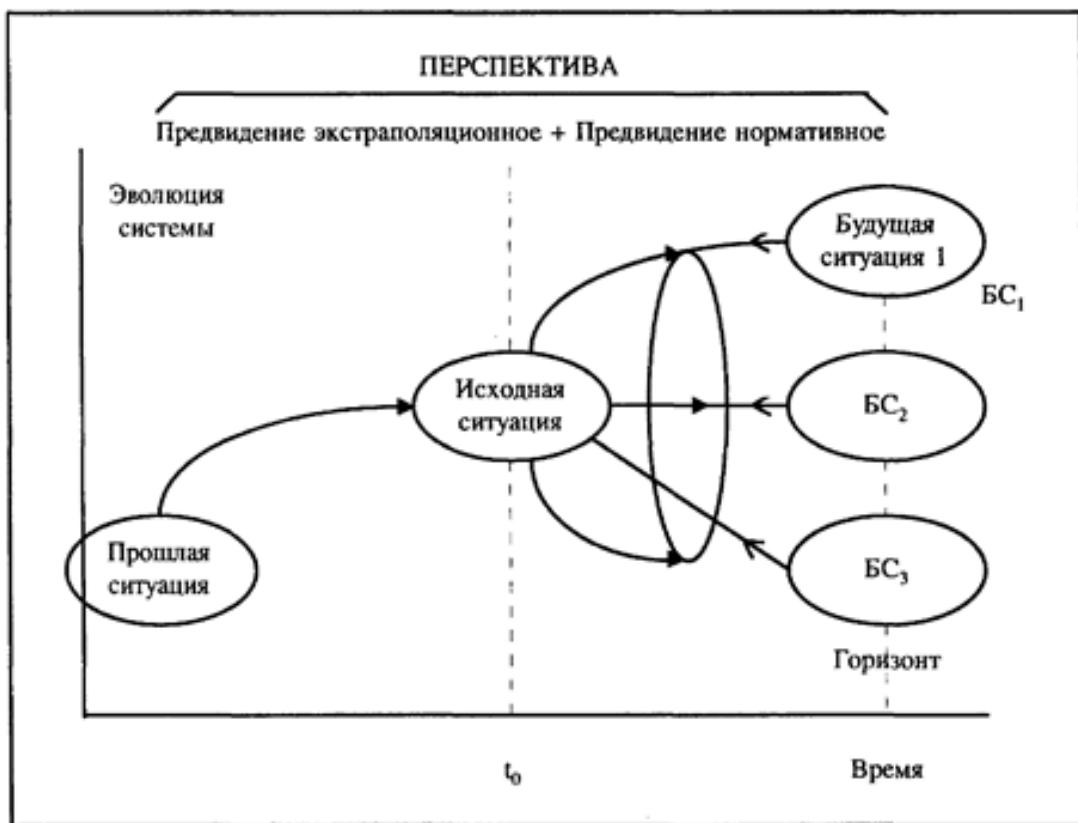 ПЕРСПЕКТИВА
Предвидение экстраполяционное + Предвидение нормативное
Эволюция
системы
Будущая
ситуация 1
БС₁
Исходная
ситуация
БС₂
Прошлая
ситуация
БС₃
Горизонт
t₀
Время